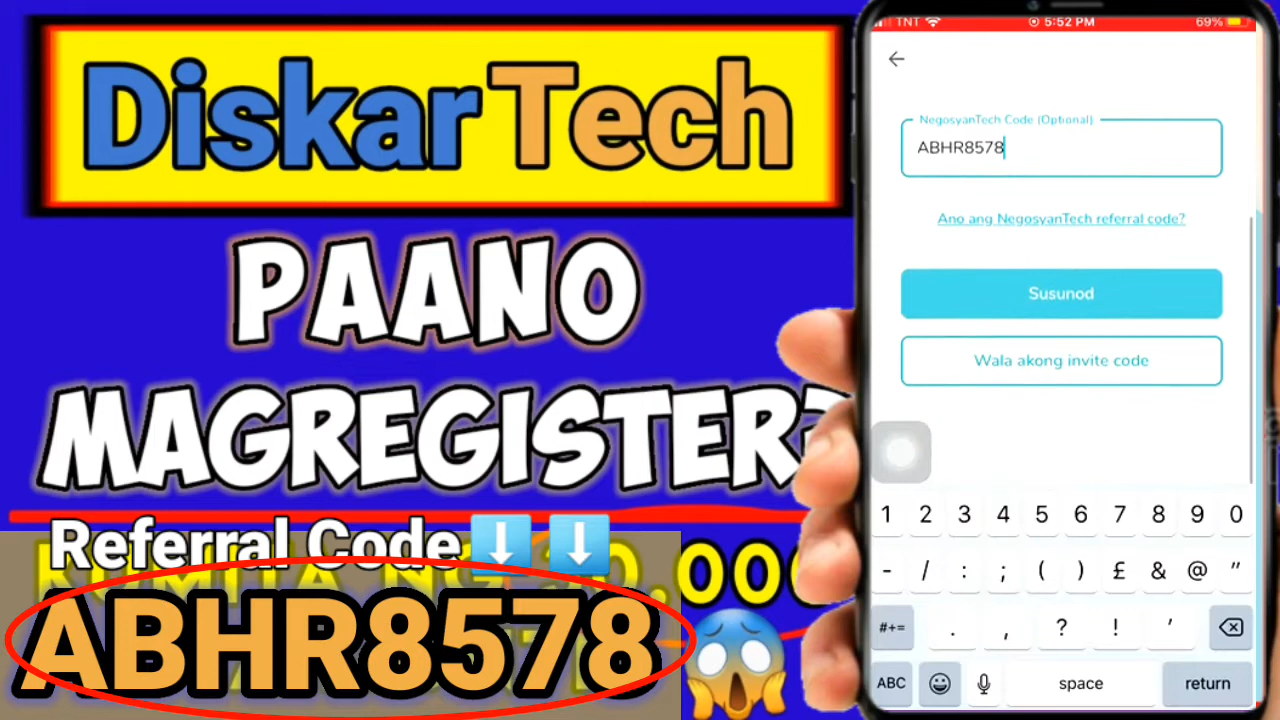 DiskarTech
PAANO
MAGREGISTER?
Referral Code⬇️⬇️
KUMITA NG
ABHR8578
TNT 5:52 PM 69%
NegosyanTech Code (Optional)
ABHR8578
Ano ang NegosyanTech referral code?
Susunod
Wala akong invite code
1 2 3 4 5 6 7 8 9 0
- / : ; ( ) £ & @ "
#+= . , ? ! '
ABC space return